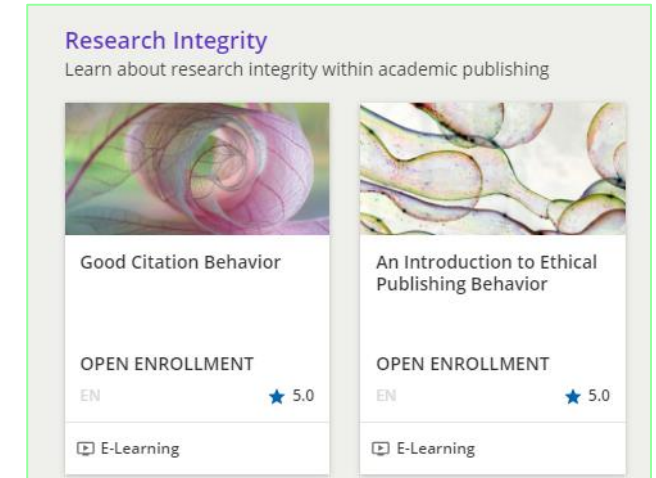 Research Integrity
Learn about research integrity within academic publishing
Good Citation Behavior
OPEN ENROLLMENT
EN
5.0
E-Learning
An Introduction to Ethical
Publishing Behavior
OPEN ENROLLMENT
EN
5.0
E-Learning